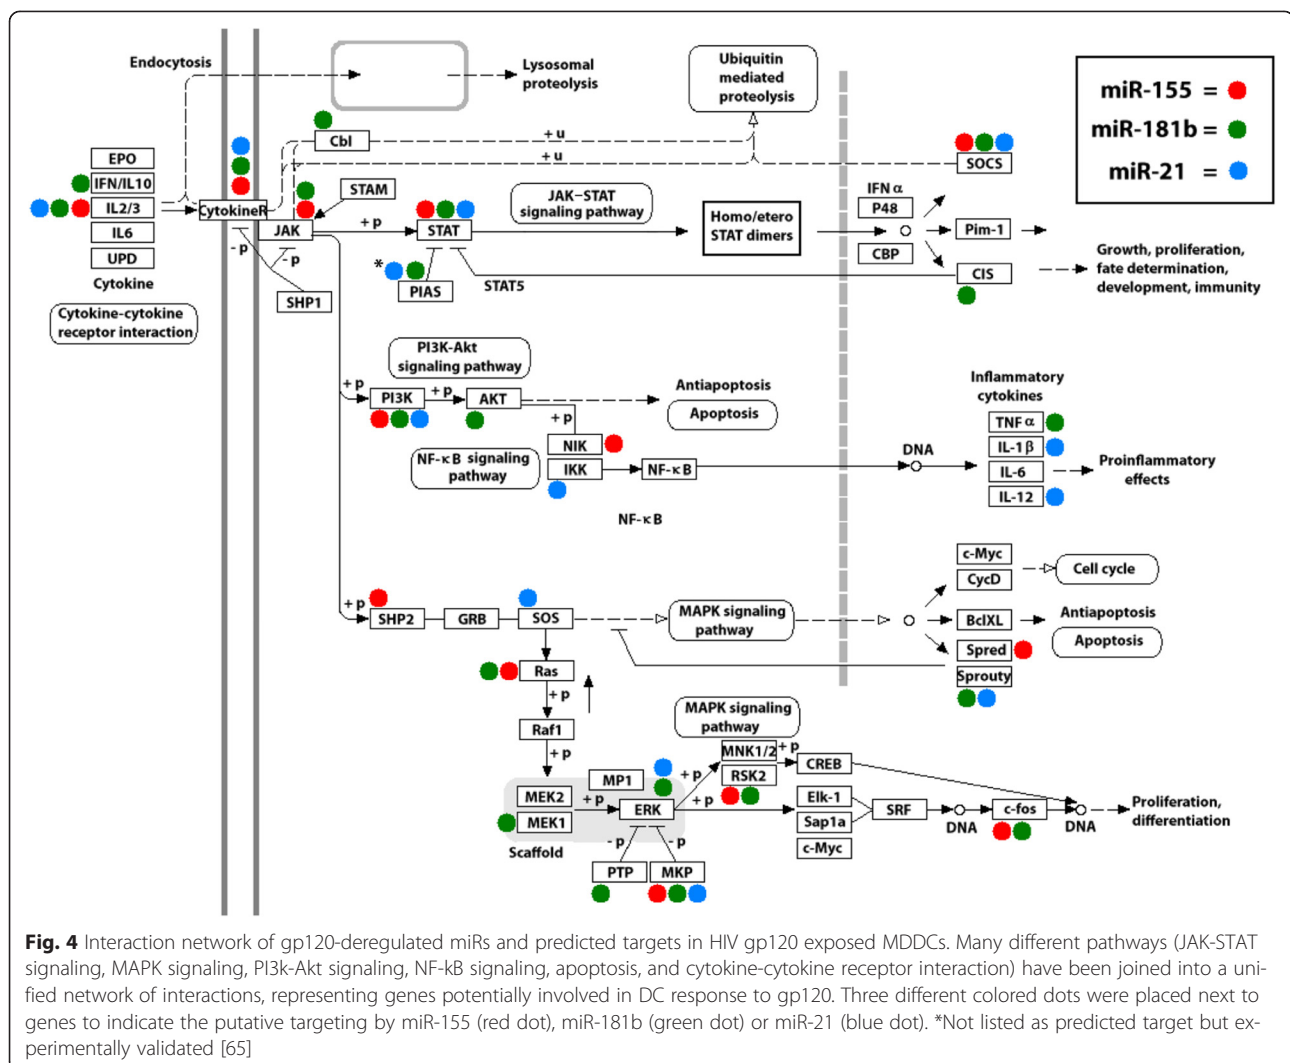 Endocytosis
Lysosomal
proteolysis
Ubiquitin
mediated
proteolysis
miR-155 =
miR-181b =
miR-21 =
Cbl
+ u
+ u
SOCS
EPO
IFN/IL10
IL2/3
IL6
UPD
Cytokine
Cytokine-cytokine
receptor interaction
CytokineR
STAM
JAK
+ p
STAT
JAK–STAT
signaling pathway
Homo/etero
STAT dimers
IFN α
P48
CBP
Pim-1
CIS
Growth, proliferation,
fate determination,
development, immunity
- p
- p
SHP1
*
PIAS
STAT5
PI3K-Akt
signaling pathway
+ p
PI3K
+ p
AKT
+ p
Antiapoptosis
Apoptosis
NF-κB signaling
pathway
NIK
IKK
NF-κB
NF-κB
DNA
Inflammatory
cytokines
TNF α
IL-1 β
IL-6
IL-12
Proinflammatory
effects
+ p
SHP2
GRB
SOS
MAPK signaling
pathway
c-Myc
CycD
Cell cycle
BclXL
Antiapoptosis
Apoptosis
Spred
Sprouty
Ras
+ p
Raf1
+ p
MAPK signaling
pathway
MNK1/2
+ p
RSK2
CREB
MP1
+ p
MEK2
MEK1
+ p
ERK
+ p
Elk-1
Sap1a
c-Myc
SRF
DNA
c-fos
DNA
Proliferation,
differentiation
Scaffold
- p
- p
PTP
MKP
Fig. 4 Interaction network of gp120-deregulated miRs and predicted targets in HIV gp120 exposed MDDCs. Many different pathways (JAK-STAT
signaling, MAPK signaling, PI3k-Akt signaling, NF-kB signaling, apoptosis, and cytokine-cytokine receptor interaction) have been joined into a uni-
fied network of interactions, representing genes potentially involved in DC response to gp120. Three different colored dots were placed next to
genes to indicate the putative targeting by miR-155 (red dot), miR-181b (green dot) or miR-21 (blue dot). *Not listed as predicted target but ex-
perimentally validated [65]